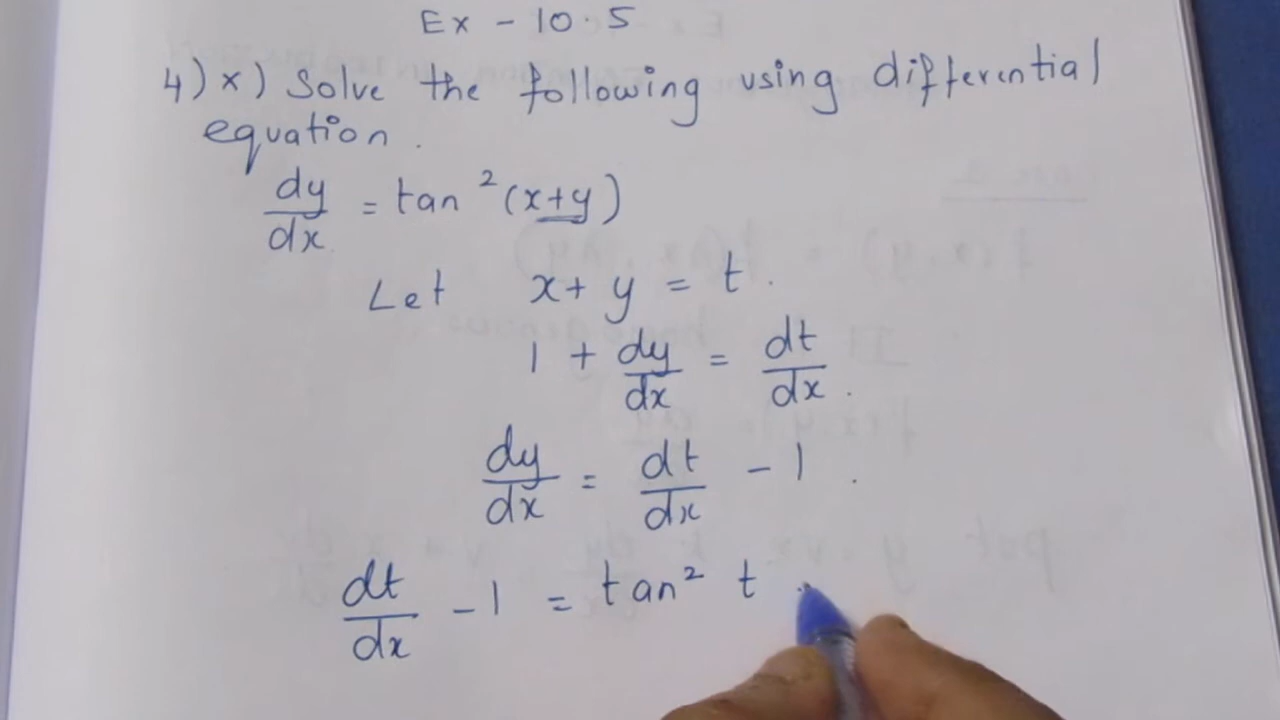 Ex - 10.5
4) x) Solve the following using differential
equation.
dy/dx = tan²(x+y)
Let x+y = t.
1 + dy/dx = dt/dx.
dy/dx = dt/dx - 1.
dt/dx - 1 = tan² t